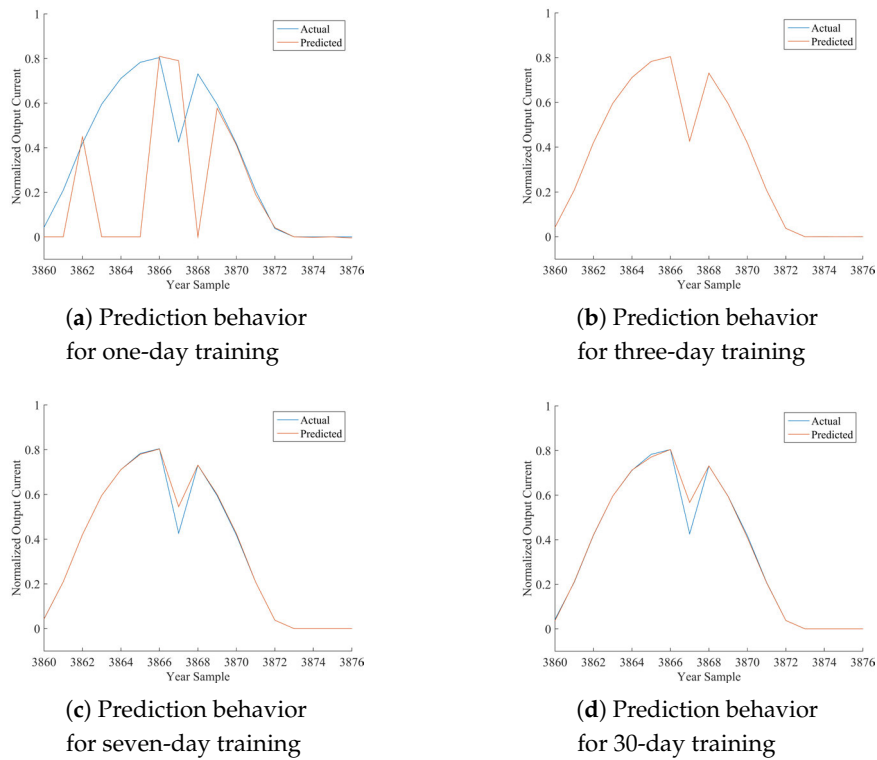 1
Actual
Predicted
0.8
0.6
0.4
0.2
0
Normalized Output Current
3860 3862 3864 3866 3868 3870 3872 3874 3876
Year Sample
(a) Prediction behavior
for one-day training
1
Actual
Predicted
0.8
0.6
0.4
0.2
0
Normalized Output Current
3860 3862 3864 3866 3868 3870 3872 3874 3876
Year Sample
(b) Prediction behavior
for three-day training
1
Actual
Predicted
0.8
0.6
0.4
0.2
0
Normalized Output Current
3860 3862 3864 3866 3868 3870 3872 3874 3876
Year Sample
(c) Prediction behavior
for seven-day training
1
Actual
Predicted
0.8
0.6
0.4
0.2
0
Normalized Output Current
3860 3862 3864 3866 3868 3870 3872 3874 3876
Year Sample
(d) Prediction behavior
for 30-day training